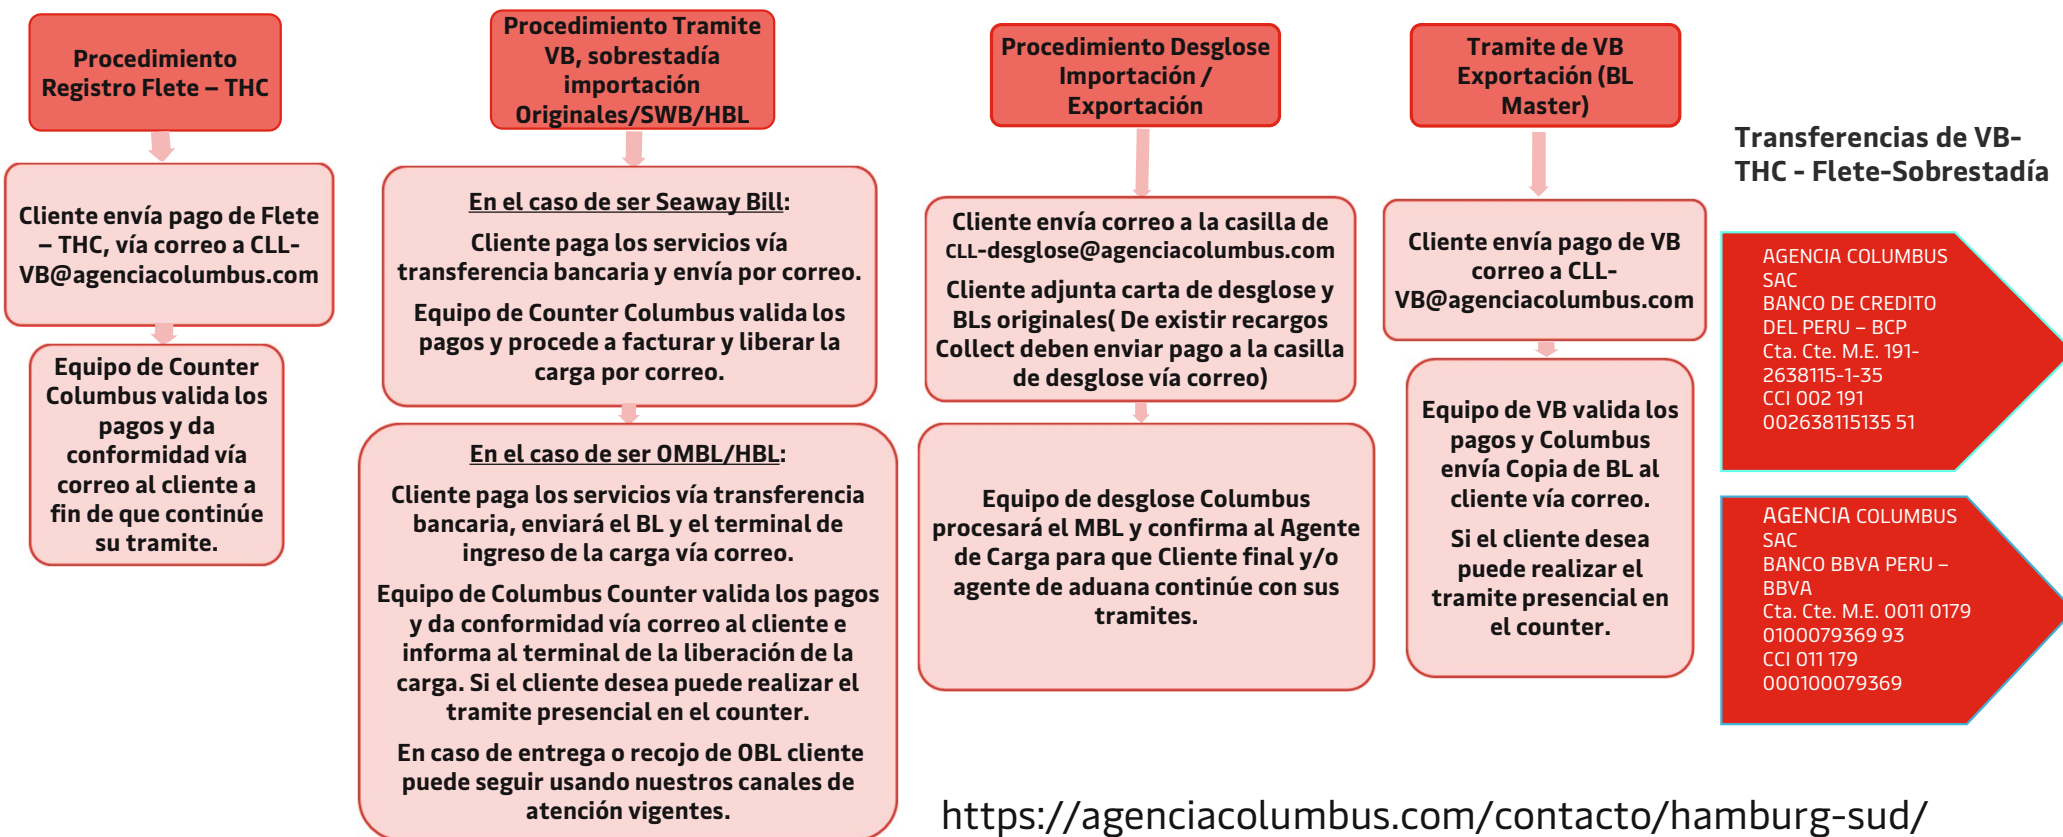 Procedimiento
Registro Flete – THC
Cliente envía pago de Flete
– THC, vía correo a CLL-
VB@agenciacolumbus.com
Equipo de Counter
Columbus valida los
pagos y da
conformidad vía
correo al cliente a
fin de que continúe
su tramite.
Procedimiento Tramite
VB, sobrestadía
importación
Originales/SWB/HBL
En el caso de ser Seaway Bill:
Cliente paga los servicios vía
transferencia bancaria y envía por correo.
Equipo de Counter Columbus valida los
pagos y procede a facturar y liberar la
carga por correo.
En el caso de ser OMBL/HBL:
Cliente paga los servicios vía transferencia
bancaria, enviará el BL y el terminal de
ingreso de la carga vía correo.
Equipo de Columbus Counter valida los pagos
y da conformidad vía correo al cliente e
informa al terminal de la liberación de la
carga. Si el cliente desea puede realizar el
tramite presencial en el counter.
En caso de entrega o recojo de OBL cliente
puede seguir usando nuestros canales de
atención vigentes.
Procedimiento Desglose
Importación /
Exportación
Cliente envía correo a la casilla de
CLL-desglose@agenciacolumbus.com
Cliente adjunta carta de desglose y
BLs originales( De existir recargos
Collect deben enviar pago a la casilla
de desglose vía correo)
Equipo de desglose Columbus
procesará el MBL y confirma al Agente
de Carga para que Cliente final y/o
agente de aduana continúe con sus
tramites.
Tramite de VB
Exportación (BL
Master)
Cliente envía pago de VB
correo a CLL-
VB@agenciacolumbus.com
Equipo de VB valida los
pagos y Columbus
envía Copia de BL al
cliente vía correo.
Si el cliente desea
puede realizar el
tramite presencial en
el counter.
Transferencias de VB-
THC - Flete-Sobrestadía
AGENCIA COLUMBUS
SAC
BANCO DE CREDITO
DEL PERU – BCP
Cta. Cte. M.E. 191-
2638115-1-35
CCI 002 191
002638115135 51
AGENCIA COLUMBUS
SAC
BANCO BBVA PERU –
BBVA
Cta. Cte. M.E. 0011 0179
0100079369 93
CCI 011 179
000100079369
https://agenciacolumbus.com/contacto/hamburg-sud/